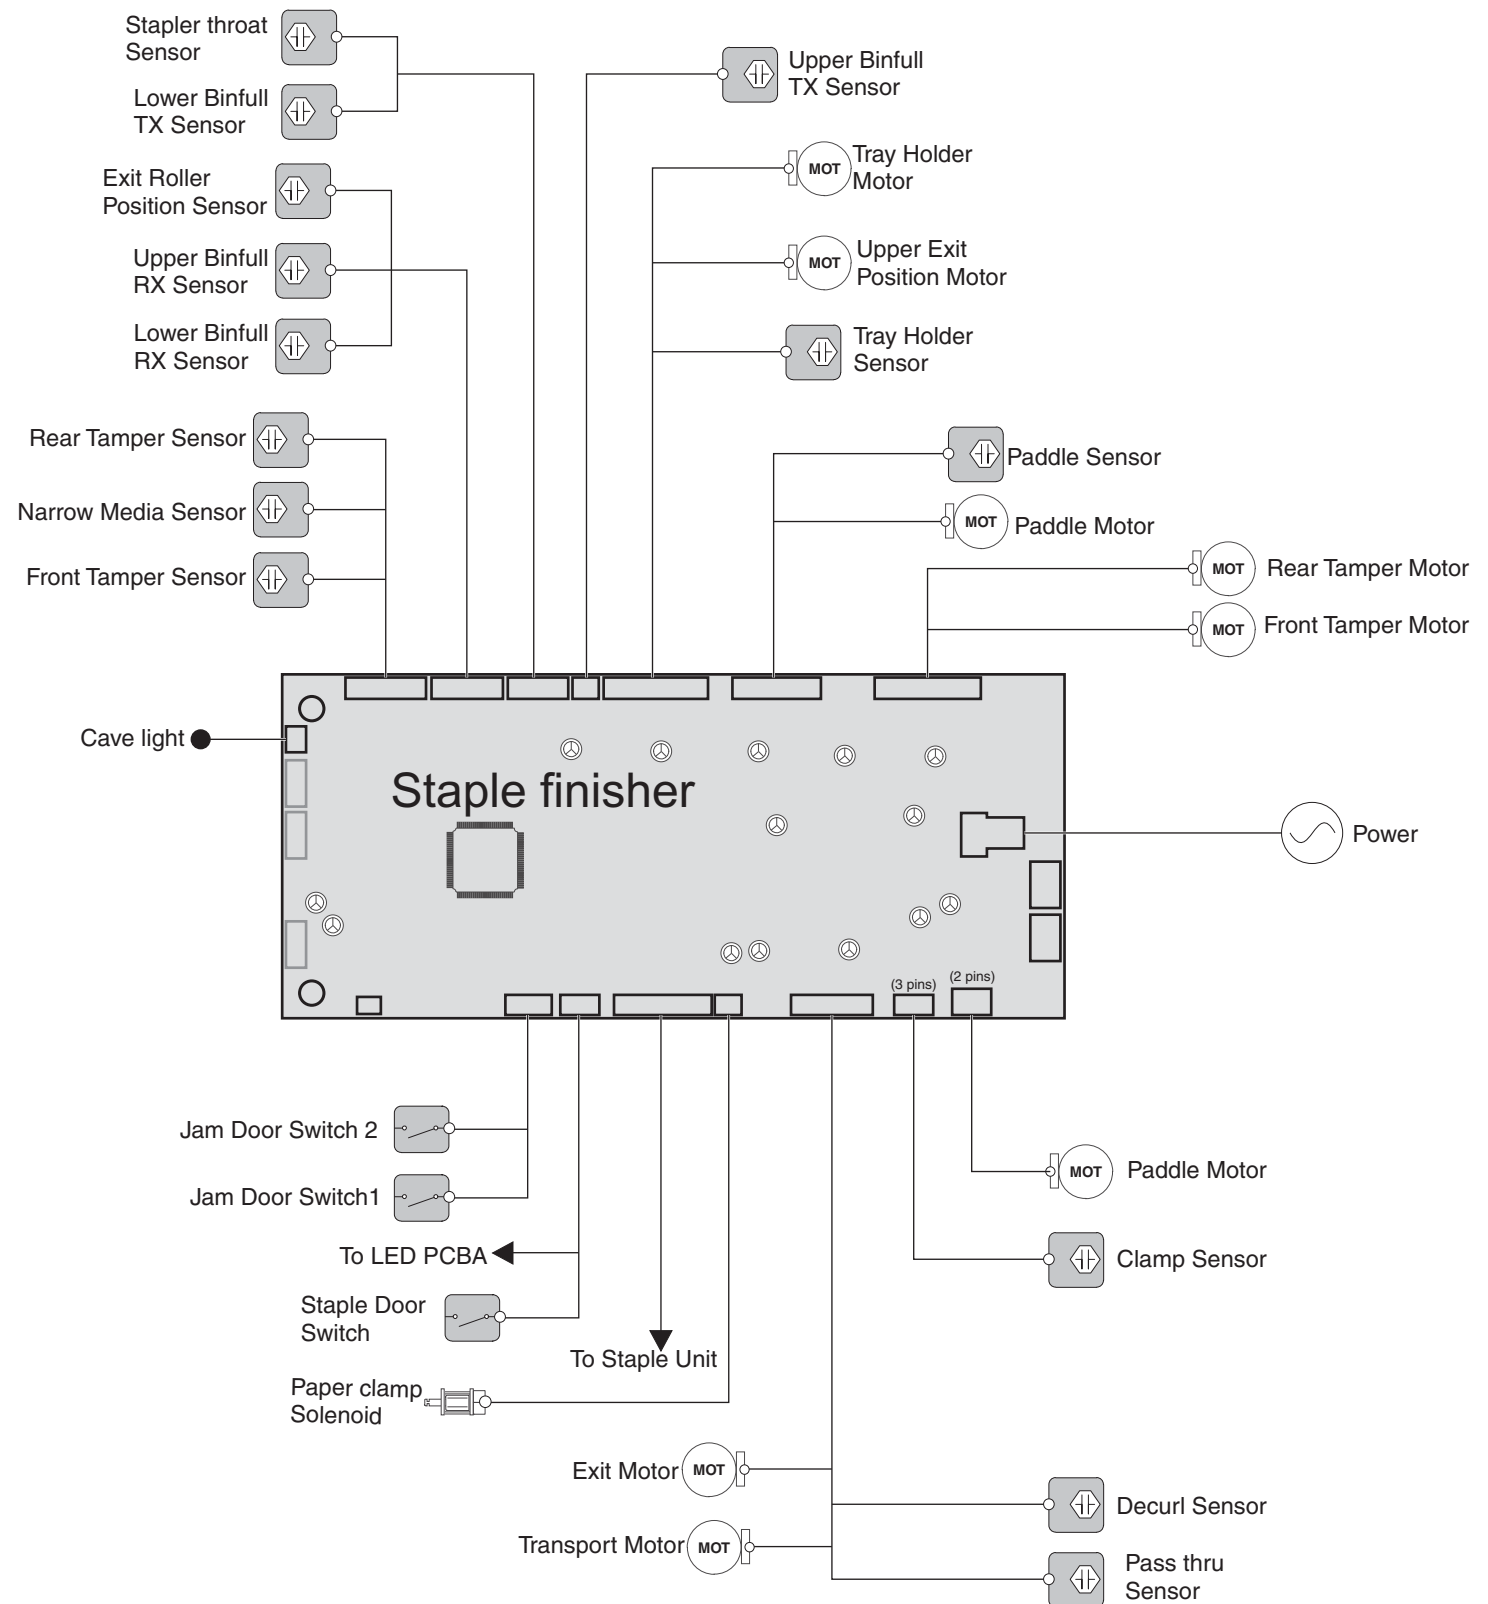 Stapler throat
Sensor
Lower Binfull
TX Sensor
Exit Roller
Position Sensor
Upper Binfull
RX Sensor
Lower Binfull
RX Sensor
Rear Tamper Sensor
Narrow Media Sensor
Front Tamper Sensor
Upper Binfull
TX Sensor
MOT
Tray Holder
Motor
MOT
Upper Exit
Position Motor
Tray Holder
Sensor
Paddle Sensor
MOT
Paddle Motor
MOT
Rear Tamper Motor
MOT
Front Tamper Motor
Cave light
Staple finisher
Power
(3 pins)
(2 pins)
Jam Door Switch 2
Jam Door Switch1
To LED PCBA
Staple Door
Switch
To Staple Unit
Paper clamp
Solenoid
MOT
Paddle Motor
Clamp Sensor
Exit Motor
MOT
Transport Motor
MOT
Decurl Sensor
Pass thru
Sensor